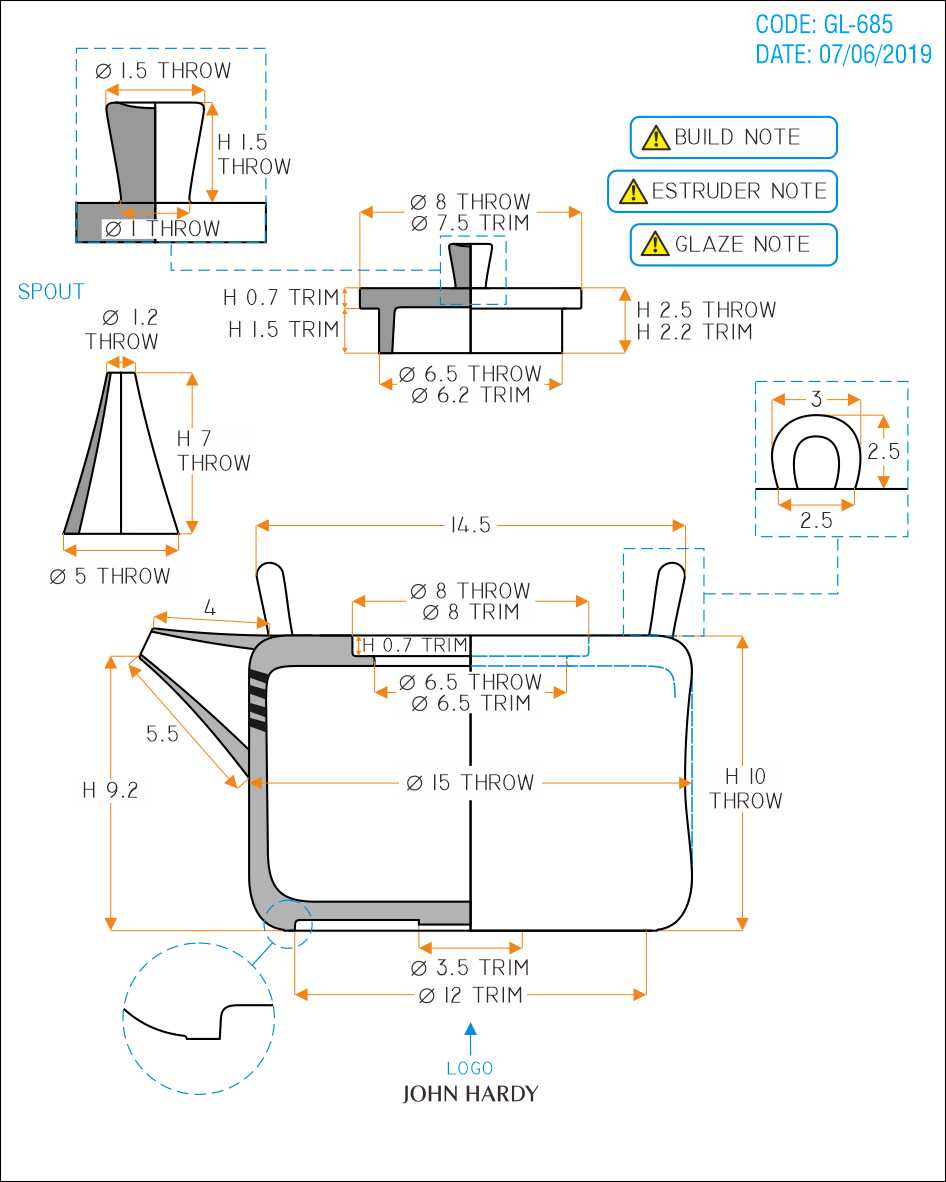 CODE: GL-685
DATE: 07/06/2019
Ø 1.5 THROW
H 1.5
THROW
Ø 1 THROW
BUILD NOTE
ESTRUDER NOTE
GLAZE NOTE
Ø 8 THROW
Ø 7.5 TRIM
H 0.7 TRIM
H 1.5 TRIM
H 2.5 THROW
H 2.2 TRIM
Ø 6.5 THROW
Ø 6.2 TRIM
SPOUT
Ø 1.2
THROW
H 7
THROW
Ø 5 THROW
3
2.5
2.5
14.5
Ø 8 THROW
Ø 8 TRIM
4
H 0.7 TRIM
Ø 6.5 THROW
Ø 6.5 TRIM
5.5
H 9.2
Ø 15 THROW
H 10
THROW
Ø 3.5 TRIM
Ø 12 TRIM
LOGO
JOHN HARDY